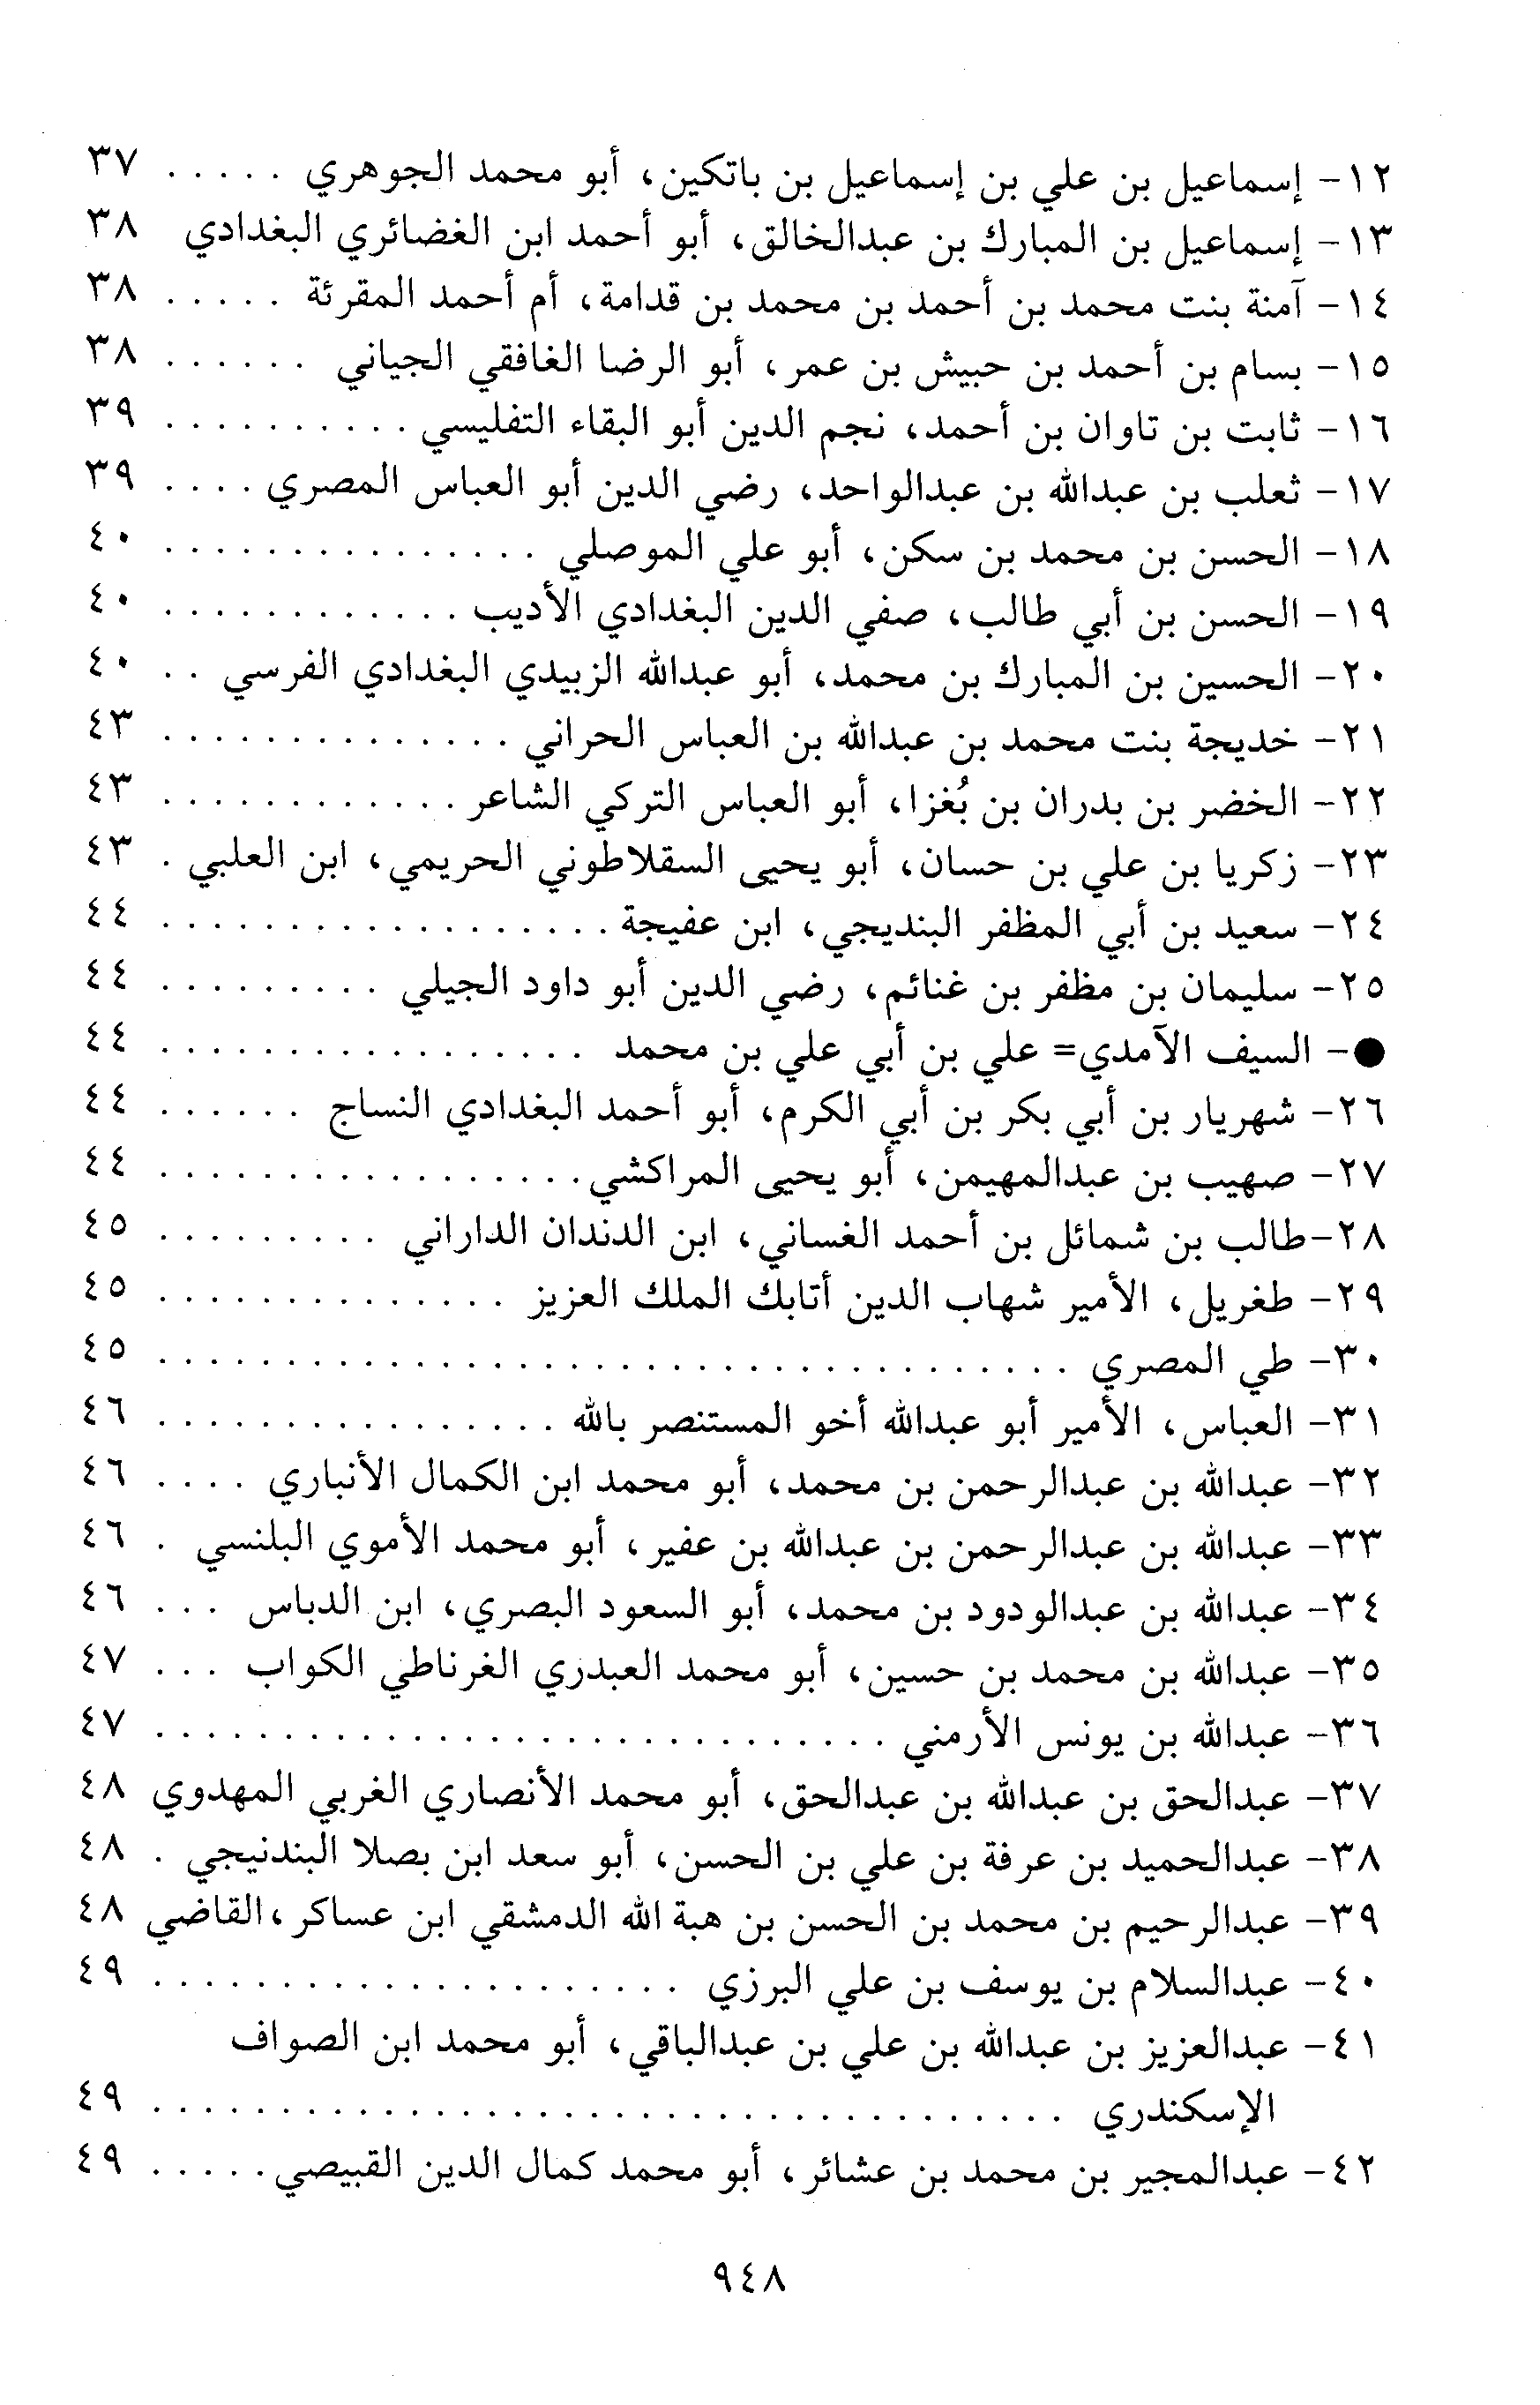 ١٢- إسماعيل بن علي بن إسماعيل بن باتكين، أبو محمد الجوهري . . . . . ٣٧
١٣- إسماعيل بن المبارك بن عبدالخالق، أبو أحمد ابن الغضائري البغدادي ٣٨
١٤- آمنة بنت محمد بن أحمد بن محمد بن قدامة، أم أحمد المقرئة . . . . . ٣٨
١٥- بسام بن أحمد بن حبيش بن عمر، أبو الرضا الغافقي الجياني . . . . . . ٣٨
١٦- ثابت بن تاوان بن أحمد، نجم الدين أبو البقاء التفليسي . . . . . . . . . . ٣٩
١٧- ثعلب بن عبدالله بن عبدالواحد، رضي الدين أبو العباس المصري . . . . ٣٩
١٨- الحسن بن محمد بن سكن، أبو علي الموصلي . . . . . . . . . . . . . . . ٤٠
١٩- الحسن بن أبي طالب، صفي الدين البغدادي الأديب . . . . . . . . . . . . ٤٠
٢٠- الحسين بن المبارك بن محمد، أبو عبدالله الزبيدي البغدادي الفرسي . . ٤٠
٢١- خديجة بنت محمد بن عبدالله بن العباس الحراني . . . . . . . . . . . . . . ٤٣
٢٢- الخضر بن بدران بن بُغزا، أبو العباس التركي الشاعر . . . . . . . . . . . . ٤٣
٢٣- زكريا بن علي بن حسان، أبو يحيى السقلاطوني الحريمي، ابن العلبي . ٤٣
٢٤- سعيد بن أبي المظفر البنديجي، ابن عفيجة . . . . . . . . . . . . . . . . . . ٤٤
٢٥- سليمان بن مظفر بن غنائم، رضي الدين أبو داود الجيلي . . . . . . . . . ٤٤
●- السيف الآمدي= علي بن أبي علي بن محمد . . . . . . . . . . . . . . . . . ٤٤
٢٦- شهريار بن أبي بكر بن أبي الكرم، أبو أحمد البغدادي النساج . . . . . . ٤٤
٢٧- صهيب بن عبدالمهيمن، أبو يحيى المراكشي . . . . . . . . . . . . . . . . . ٤٤
٢٨-طالب بن شمائل بن أحمد الغساني، ابن الدندان الداراني . . . . . . . . . ٤٥
٢٩- طغريل، الأمير شهاب الدين أتابك الملك العزيز . . . . . . . . . . . . . . ٤٥
٣٠- طي المصري . . . . . . . . . . . . . . . . . . . . . . . . . . . . . . . . . . . . ٤٥
٣١- العباس، الأمير أبو عبدالله أخو المستنصر بالله . . . . . . . . . . . . . . . . ٤٦
٣٢- عبدالله بن عبدالرحمن بن محمد، أبو محمد ابن الكمال الأنباري . . . . ٤٦
٣٣- عبدالله بن عبدالرحمن بن عبدالله بن عفير، أبو محمد الأموي البلنسي . ٤٦
٣٤- عبدالله بن عبدالودود بن محمد، أبو السعود البصري، ابن الدباس . . . ٤٦
٣٥- عبدالله بن محمد بن حسين، أبو محمد العبدري الغرناطي الكواب . . . ٤٧
٣٦- عبدالله بن يونس الأرمني . . . . . . . . . . . . . . . . . . . . . . . . . . . . . ٤٧
٣٧- عبدالحق بن عبدالله بن عبدالحق، أبو محمد الأنصاري الغربي المهدوي ٤٨
٣٨- عبدالحميد بن عرفة بن علي بن الحسن، أبو سعد ابن بصلا البندنيجي . ٤٨
٣٩- عبدالرحيم بن محمد بن الحسن بن هبة الله الدمشقي ابن عساكر،القاضي ٤٨
٤٠- عبدالسلام بن يوسف بن علي البرزي . . . . . . . . . . . . . . . . . . . . . ٤٩
٤١- عبدالعزيز بن عبدالله بن علي بن عبدالباقي، أبو محمد ابن الصواف
الإسكندري . . . . . . . . . . . . . . . . . . . . . . . . . . . . . . . . . . . . ٤٩
٤٢- عبدالمجير بن محمد بن عشائر، أبو محمد كمال الدين القبيصي. . . . . ٤٩
٩٤٨